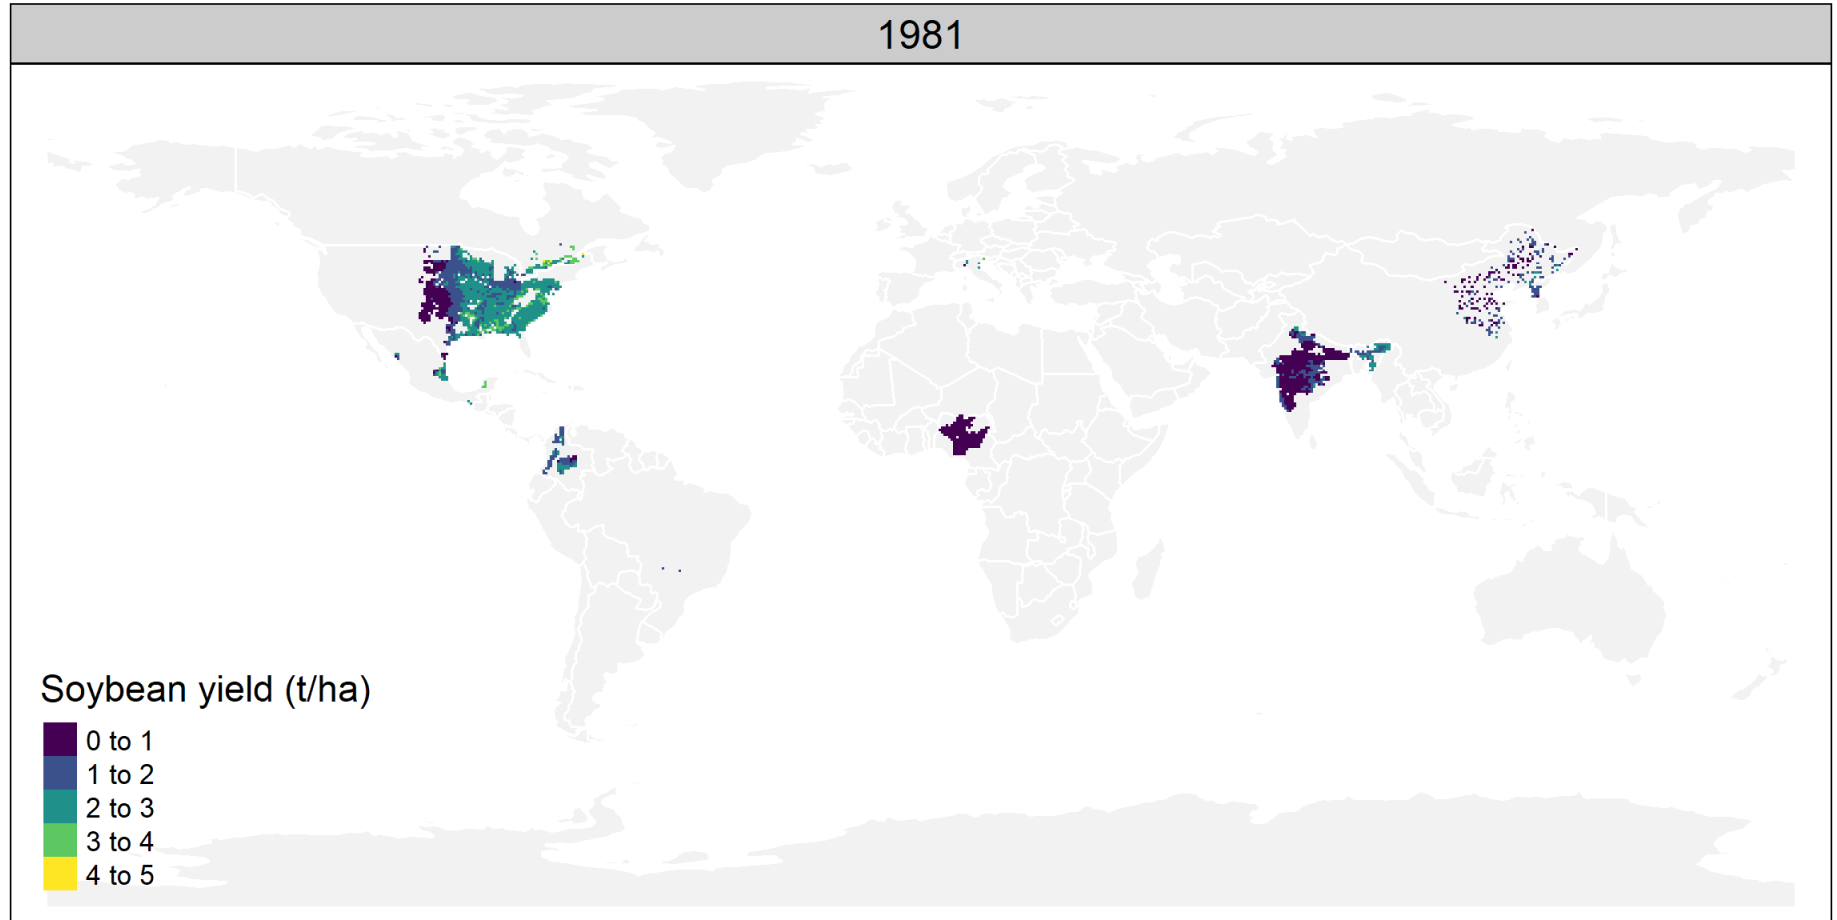 1981
Soybean yield (t/ha)
0 to 1
1 to 2
2 to 3
3 to 4
4 to 5